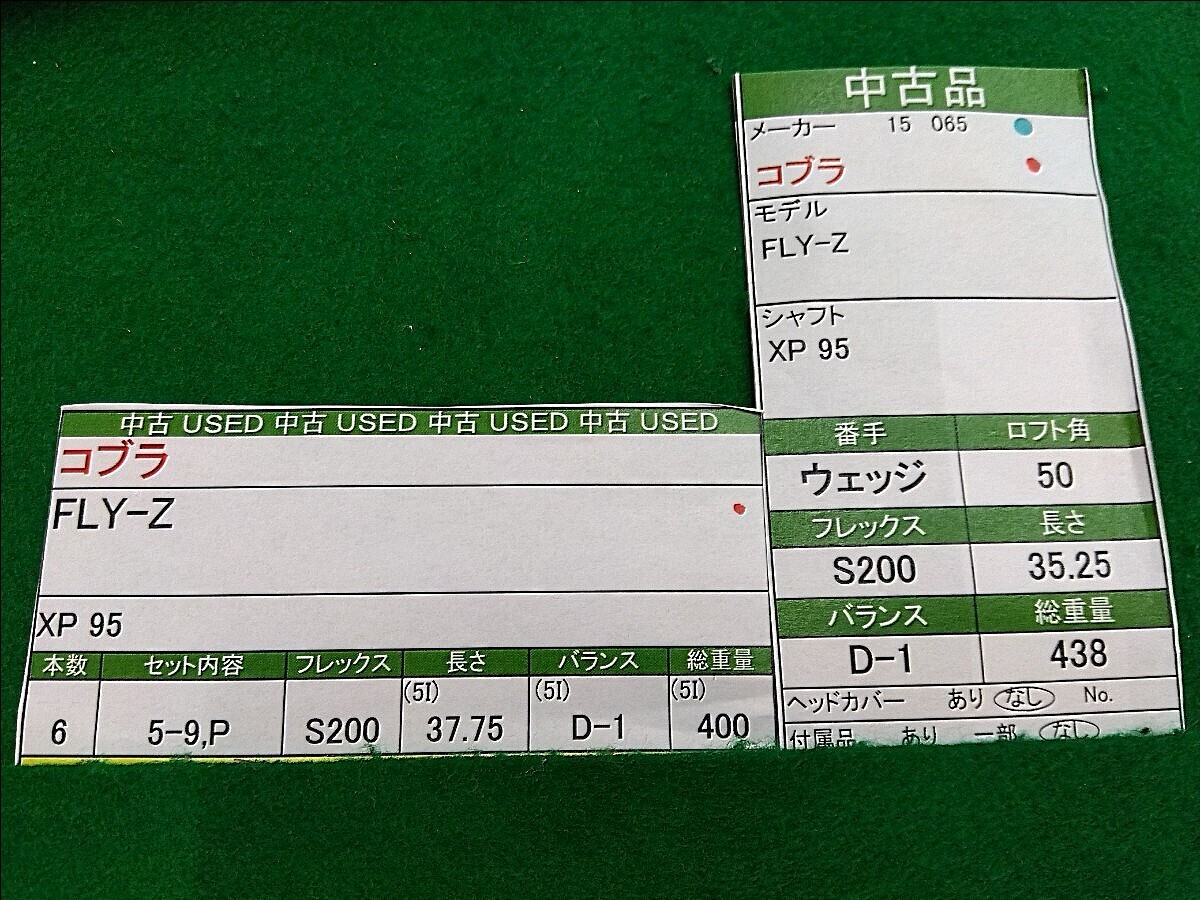 中古 USED 中古 USED 中古 USED 中古 USED
コブラ
FLY-Z
XP 95
本数 セット内容 フレックス 長さ バランス 総重量
(5I) (5I) (5I)
6 5-9,P S200 37.75 D-1 400
中古品
メーカー 15 065
コブラ
モデル
FLY-Z
シャフト
XP 95
番手 ロフト角
ウェッジ 50
フレックス 長さ
S200 35.25
バランス 総重量
D-1 438
ヘッドカバー あり なし No.
付属品 あり 一部 なし